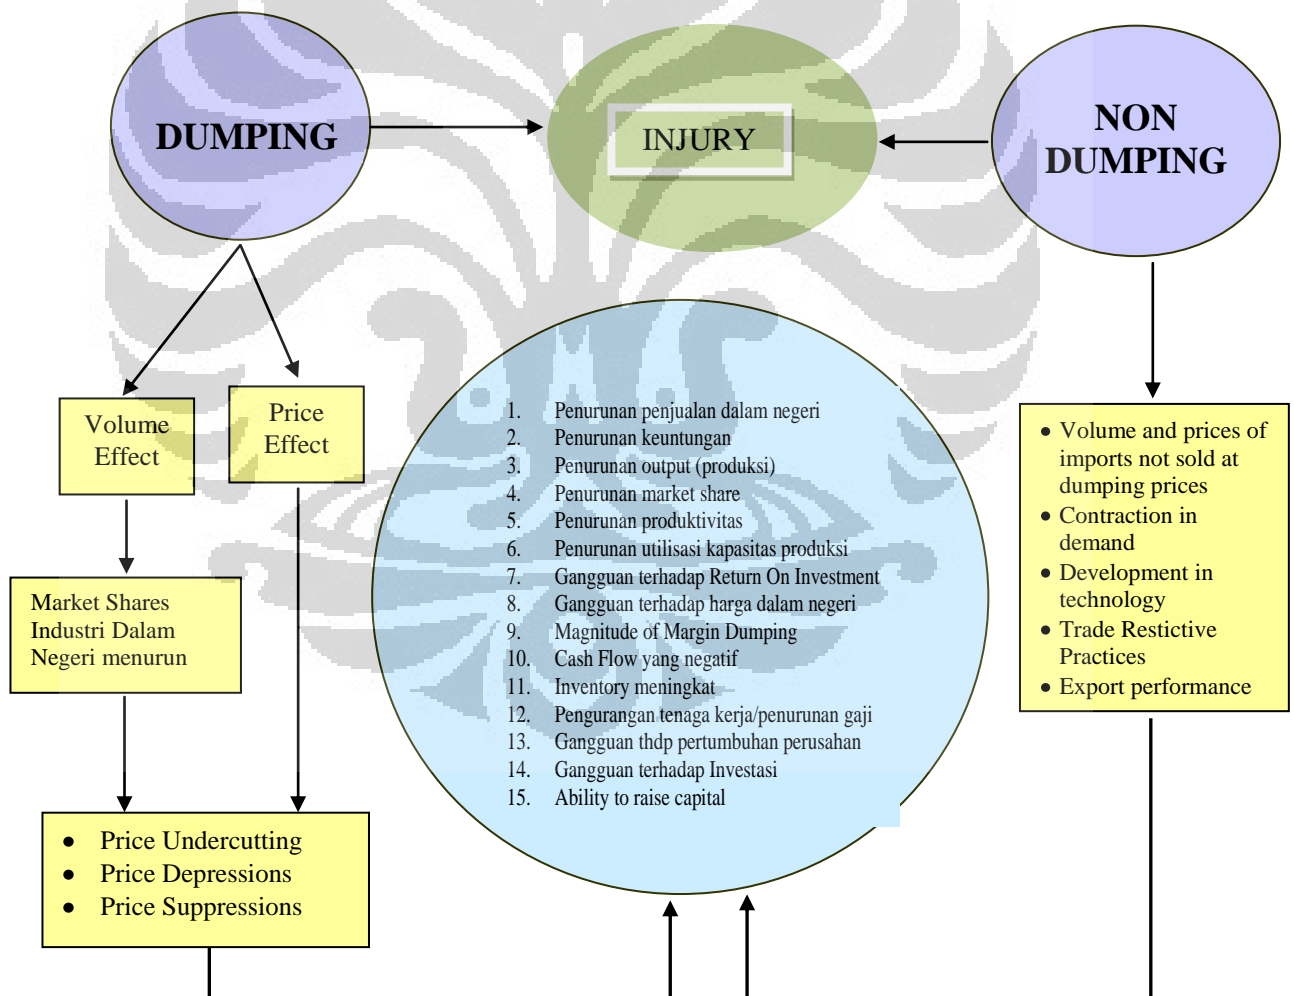 DUMPING
INJURY
NON
DUMPING
Volume
Effect
Price
Effect
Market Shares
Industri Dalam
Negeri menurun
• Price Undercutting
• Price Depressions
• Price Suppressions
1. Penurunan penjualan dalam negeri
2. Penurunan keuntungan
3. Penurunan output (produksi)
4. Penurunan market share
5. Penurunan produktivitas
6. Penurunan utilisasi kapasitas produksi
7. Gangguan terhadap Return On Investment
8. Gangguan terhadap harga dalam negeri
9. Magnitude of Margin Dumping
10. Cash Flow yang negatif
11. Inventory meningkat
12. Pengurangan tenaga kerja/penurunan gaji
13. Gangguan thdp pertumbuhan perusahan
14. Gangguan terhadap Investasi
15. Ability to raise capital
• Volume and prices of
imports not sold at
dumping prices
• Contraction in
demand
• Development in
technology
• Trade Restictive
Practices
• Export performance